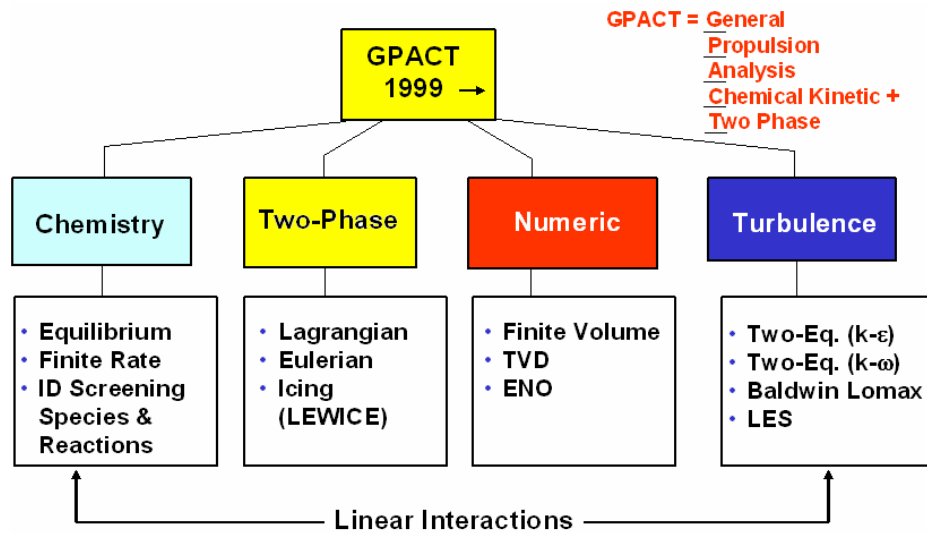 GPACT = General
Propulsion
Analysis
Chemical Kinetic +
Two Phase
GPACT
1999 →
Chemistry
Two-Phase
Numeric
Turbulence
• Equilibrium
• Finite Rate
• ID Screening
Species &
Reactions
• Lagrangian
• Eulerian
• Icing
(LEWICE)
• Finite Volume
• TVD
• ENO
• Two-Eq. (k-ε)
• Two-Eq. (k-ω)
• Baldwin Lomax
• LES
Linear Interactions